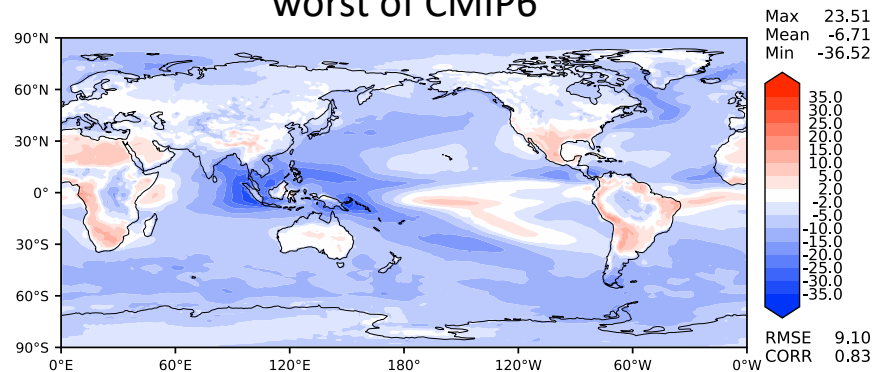 worst of CMIP6
Max 23.51
Mean -6.71
Min -36.52
90°N
60°N
30°N
0°
30°S
60°S
90°S
0°E
60°E
120°E
180°
120°W
60°W
0°W
35.0
30.0
25.0
20.0
15.0
10.0
5.0
2.0
-2.0
-5.0
-10.0
-15.0
-20.0
-25.0
-30.0
-35.0
RMSE 9.10
CORR 0.83